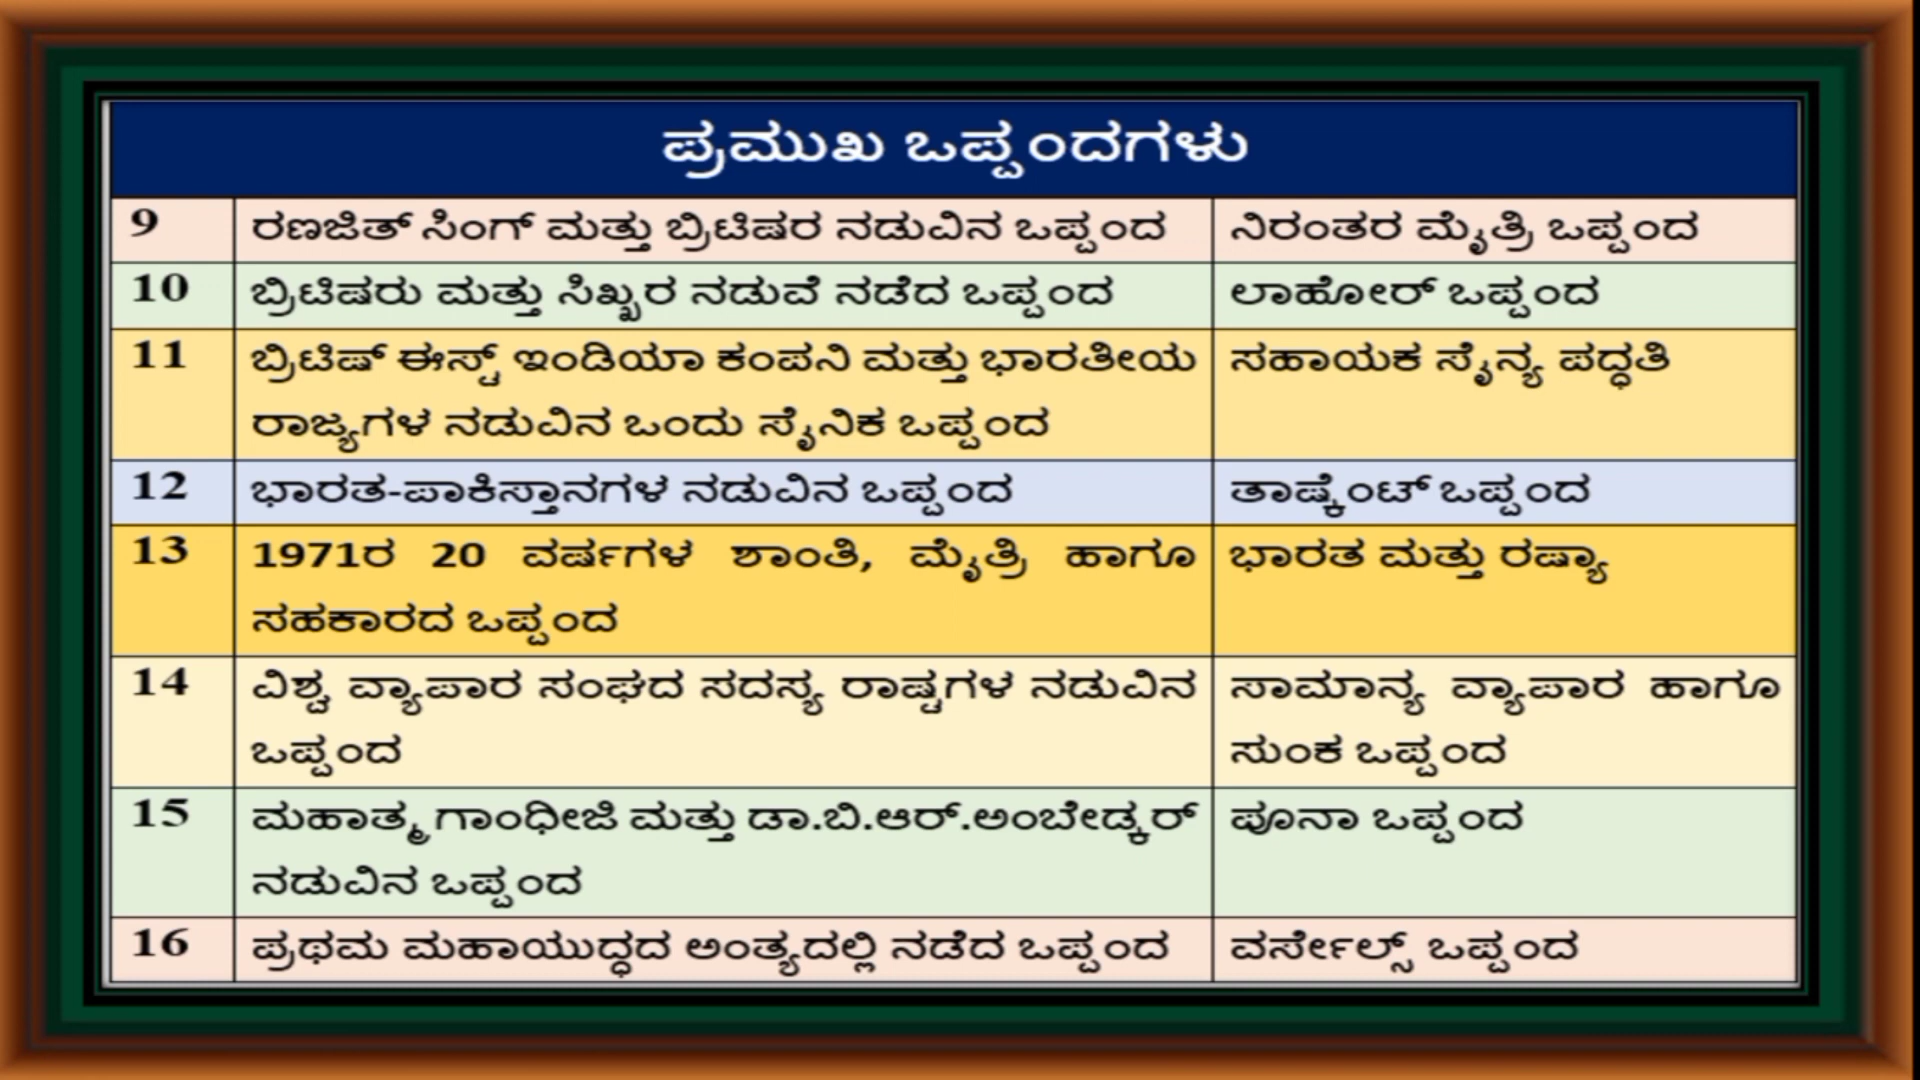 ಪ್ರಮುಖ ಒಪ್ಪಂದಗಳು
9 ರಣಜಿತ್ ಸಿಂಗ್ ಮತ್ತು ಬ್ರಿಟಿಷರ ನಡುವಿನ ಒಪ್ಪಂದ ನಿರಂತರ ಮೈತ್ರಿ ಒಪ್ಪಂದ
10 ಬ್ರಿಟಿಷರು ಮತ್ತು ಸಿಖ್ಖರ ನಡುವೆ ನಡೆದ ಒಪ್ಪಂದ ಲಾಹೋರ್ ಒಪ್ಪಂದ
11 ಬ್ರಿಟಿಷ್ ಈಸ್ಟ್ ಇಂಡಿಯಾ ಕಂಪನಿ ಮತ್ತು ಭಾರತೀಯ ಸಹಾಯಕ ಸೈನ್ಯ ಪದ್ಧತಿ
ರಾಜ್ಯಗಳ ನಡುವಿನ ಒಂದು ಸೈನಿಕ ಒಪ್ಪಂದ
12 ಭಾರತ-ಪಾಕಿಸ್ತಾನಗಳ ನಡುವಿನ ಒಪ್ಪಂದ ತಾಷ್ಕೆಂಟ್ ಒಪ್ಪಂದ
13 1971ರ 20 ವರ್ಷಗಳ ಶಾಂತಿ, ಮೈತ್ರಿ ಹಾಗೂ ಭಾರತ ಮತ್ತು ರಷ್ಯಾ
ಸಹಕಾರದ ಒಪ್ಪಂದ
14 ವಿಶ್ವ ವ್ಯಾಪಾರ ಸಂಘದ ಸದಸ್ಯ ರಾಷ್ಟ್ರಗಳ ನಡುವಿನ ಸಾಮಾನ್ಯ ವ್ಯಾಪಾರ ಹಾಗೂ
ಒಪ್ಪಂದ ಸುಂಕ ಒಪ್ಪಂದ
15 ಮಹಾತ್ಮ ಗಾಂಧೀಜಿ ಮತ್ತು ಡಾ.ಬಿ.ಆರ್.ಅಂಬೇಡ್ಕರ್ ಪೂನಾ ಒಪ್ಪಂದ
ನಡುವಿನ ಒಪ್ಪಂದ
16 ಪ್ರಥಮ ಮಹಾಯುದ್ಧದ ಅಂತ್ಯದಲ್ಲಿ ನಡೆದ ಒಪ್ಪಂದ ವರ್ಸೇಲ್ಸ್ ಒಪ್ಪಂದ